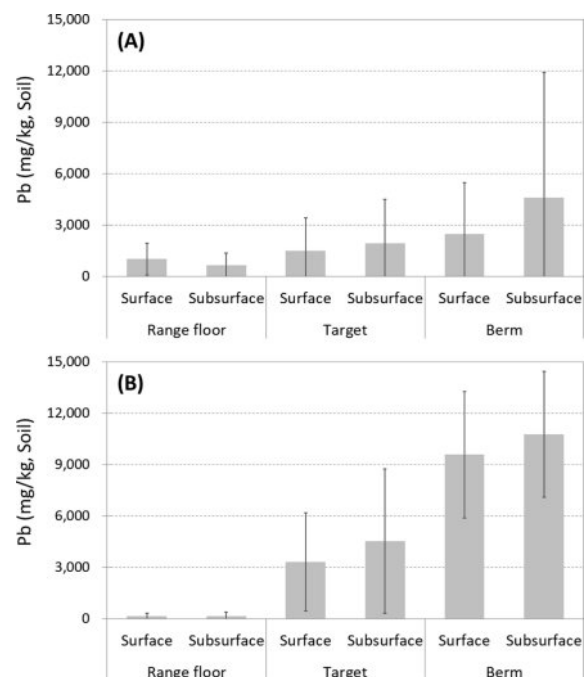 15,000
(A)
12,000
9,000
6,000
3,000
0
Pb (mg/kg, Soil)
Surface Subsurface Surface Subsurface Surface Subsurface
Range floor Target Berm
15,000
(B)
12,000
9,000
6,000
3,000
0
Pb (mg/kg, Soil)
Surface Subsurface Surface Subsurface Surface Subsurface
Range floor Target Berm